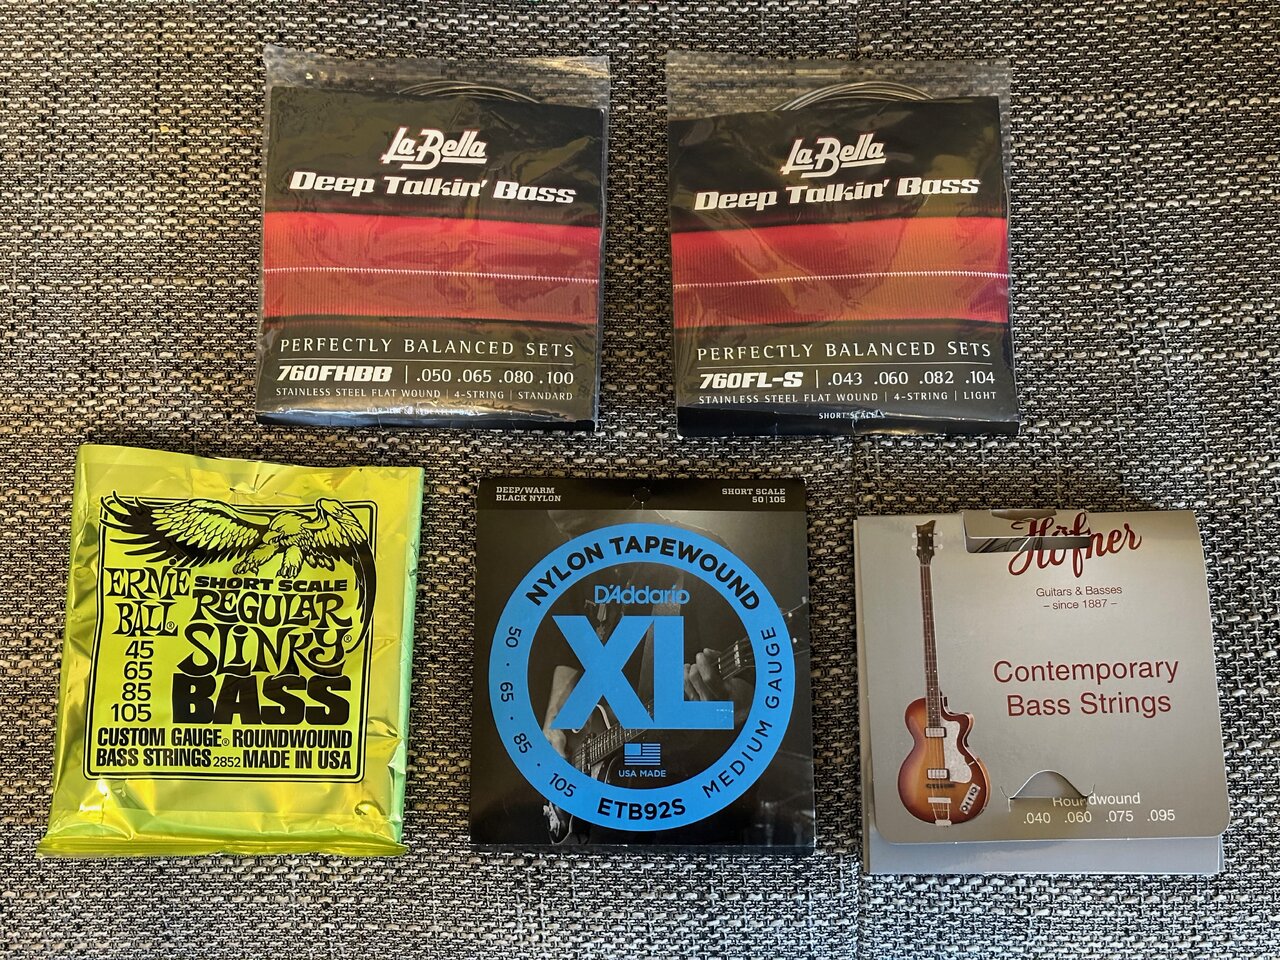 La Bella
Deep Talkin' Bass
PERFECTLY BALANCED SETS
760FHBB | .050 .065 .080 .100
STAINLESS STEEL FLAT WOUND | 4-STRING | STANDARD
FOR
La Bella
Deep Talkin' Bass
PERFECTLY BALANCED SETS
760FL-S | .043 .060 .082 .104
STAINLESS STEEL FLAT WOUND | 4-STRING | LIGHT
SHORT SCALE
ERNIE
BALL®
SHORT SCALE
REGULAR
SLINKY®
BASS
45
65
85
105
CUSTOM GAUGE® ROUNDWOUND
BASS STRINGS 2852 MADE IN USA
DEEP/WARM
BLACK NYLON
SHORT SCALE
50|105
NYLON TAPEWOUND
D'Addario
XL
50 · 65 · 85 · 105
MEDIUM GAUGE
USA MADE
ETB92S
Höfner
Guitars & Basses
– since 1887 –
Contemporary
Bass Strings
Roundwound
.040 .060 .075 .095